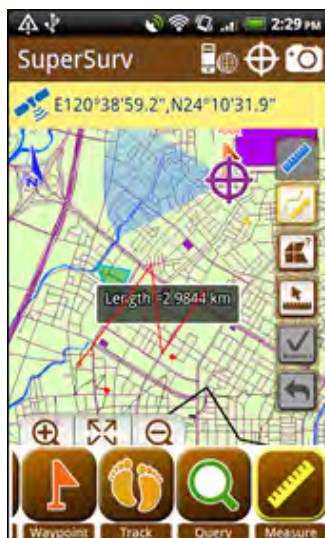 2:29 PM
SuperSurv
E120°38'59.2",N24°10'31.9"
N
Length =2.9844 km
Waypoint Track Query Measure